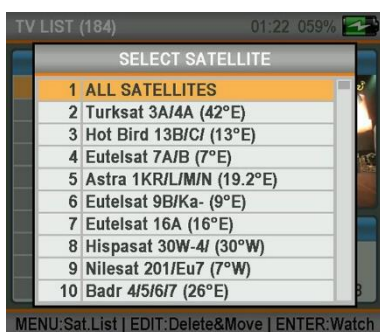 TV LIST (184) 01:22 059%
SELECT SATELLITE
1 ALL SATELLITES
2 Turksat 3A/4A (42°E)
3 Hot Bird 13B/C/ (13°E)
4 Eutelsat 7A/B (7°E)
5 Astra 1KR/L/M/N (19.2°E)
6 Eutelsat 9B/Ka- (9°E)
7 Eutelsat 16A (16°E)
8 Hispasat 30W-4/ (30°W)
9 Nilesat 201/Eu7 (7°W)
10 Badr 4/5/6/7 (26°E)
MENU:Sat.List | EDIT:Delete&Move | ENTER:Watch